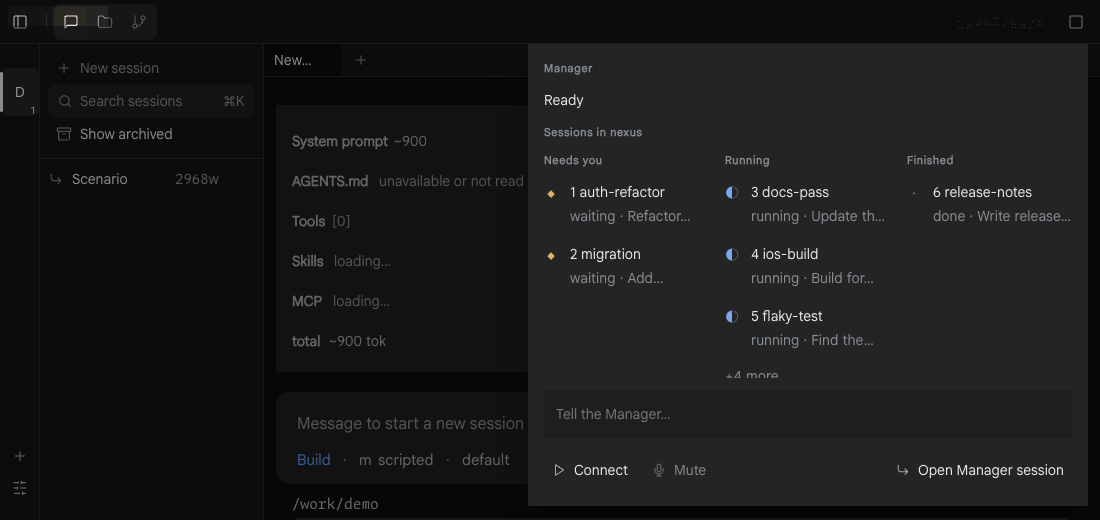 New session
Search sessions ⌘K
Show archived
Scenario 2968w
D
1
New...
System prompt ~900
AGENTS.md unavailable or not read
Tools [0]
Skills loading...
MCP loading...
total ~900 tok
Message to start a new session
Build · m scripted · default
/work/demo
Manager
Ready
Sessions in nexus
Needs you
1 auth-refactor
waiting · Refactor...
2 migration
waiting · Add...
Running
3 docs-pass
running · Update th...
4 ios-build
running · Build for...
5 flaky-test
running · Find the...
+4 more
Finished
6 release-notes
done · Write release...
Tell the Manager...
Connect
Mute
Open Manager session